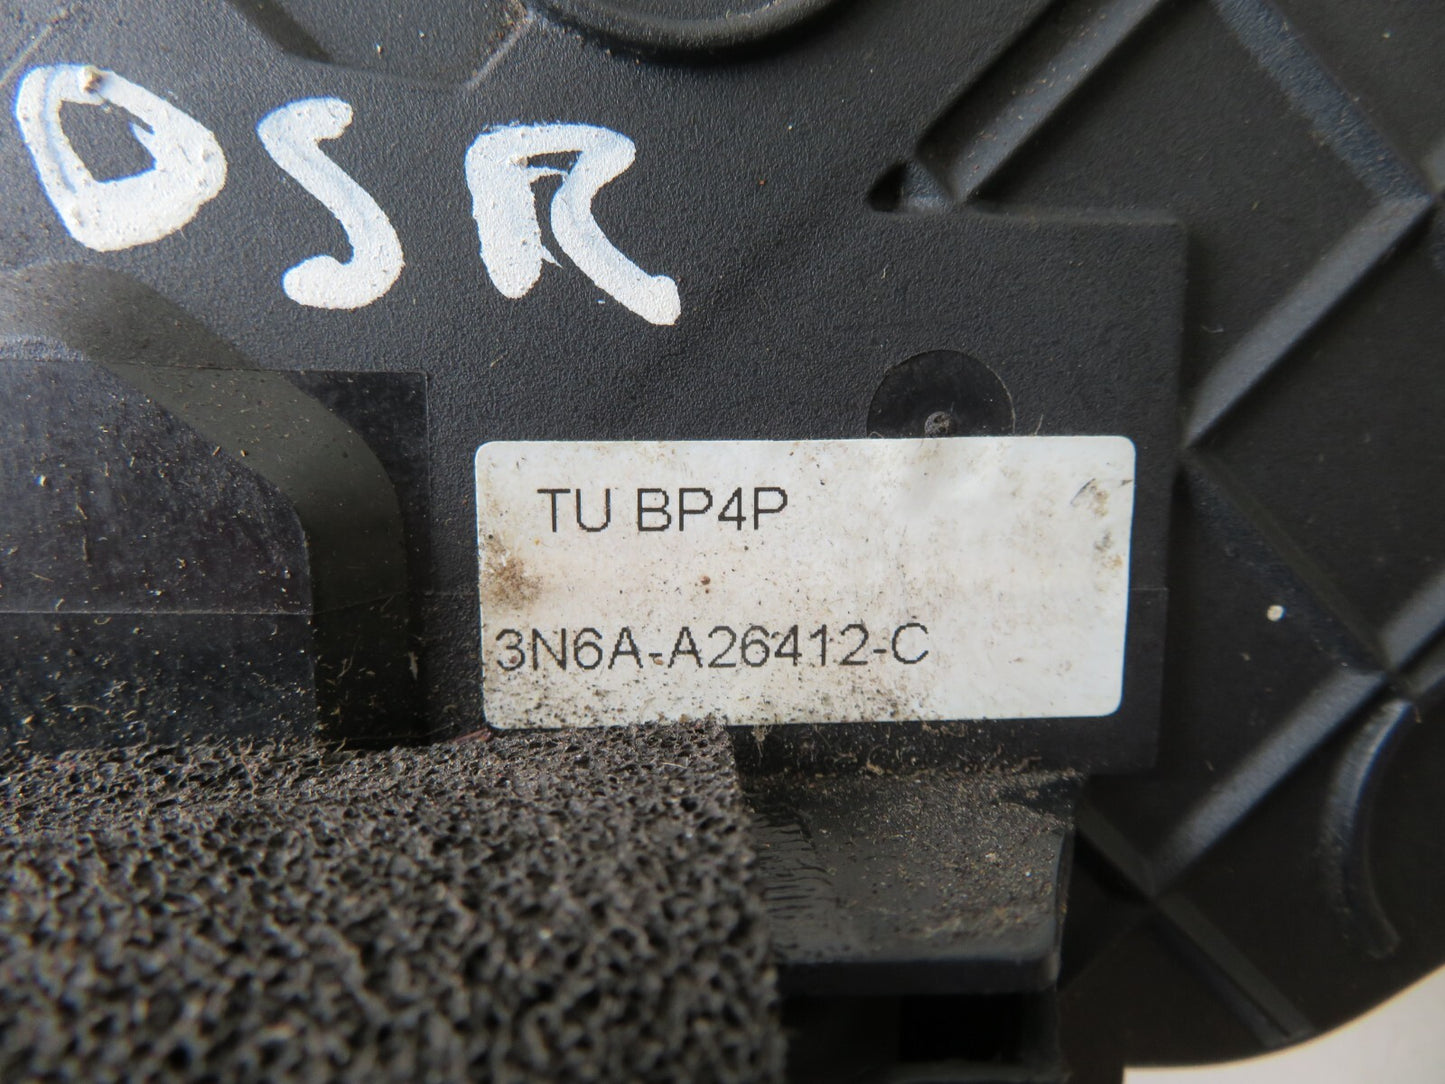 OSR
TU BP4P
3N6A-A26412-C